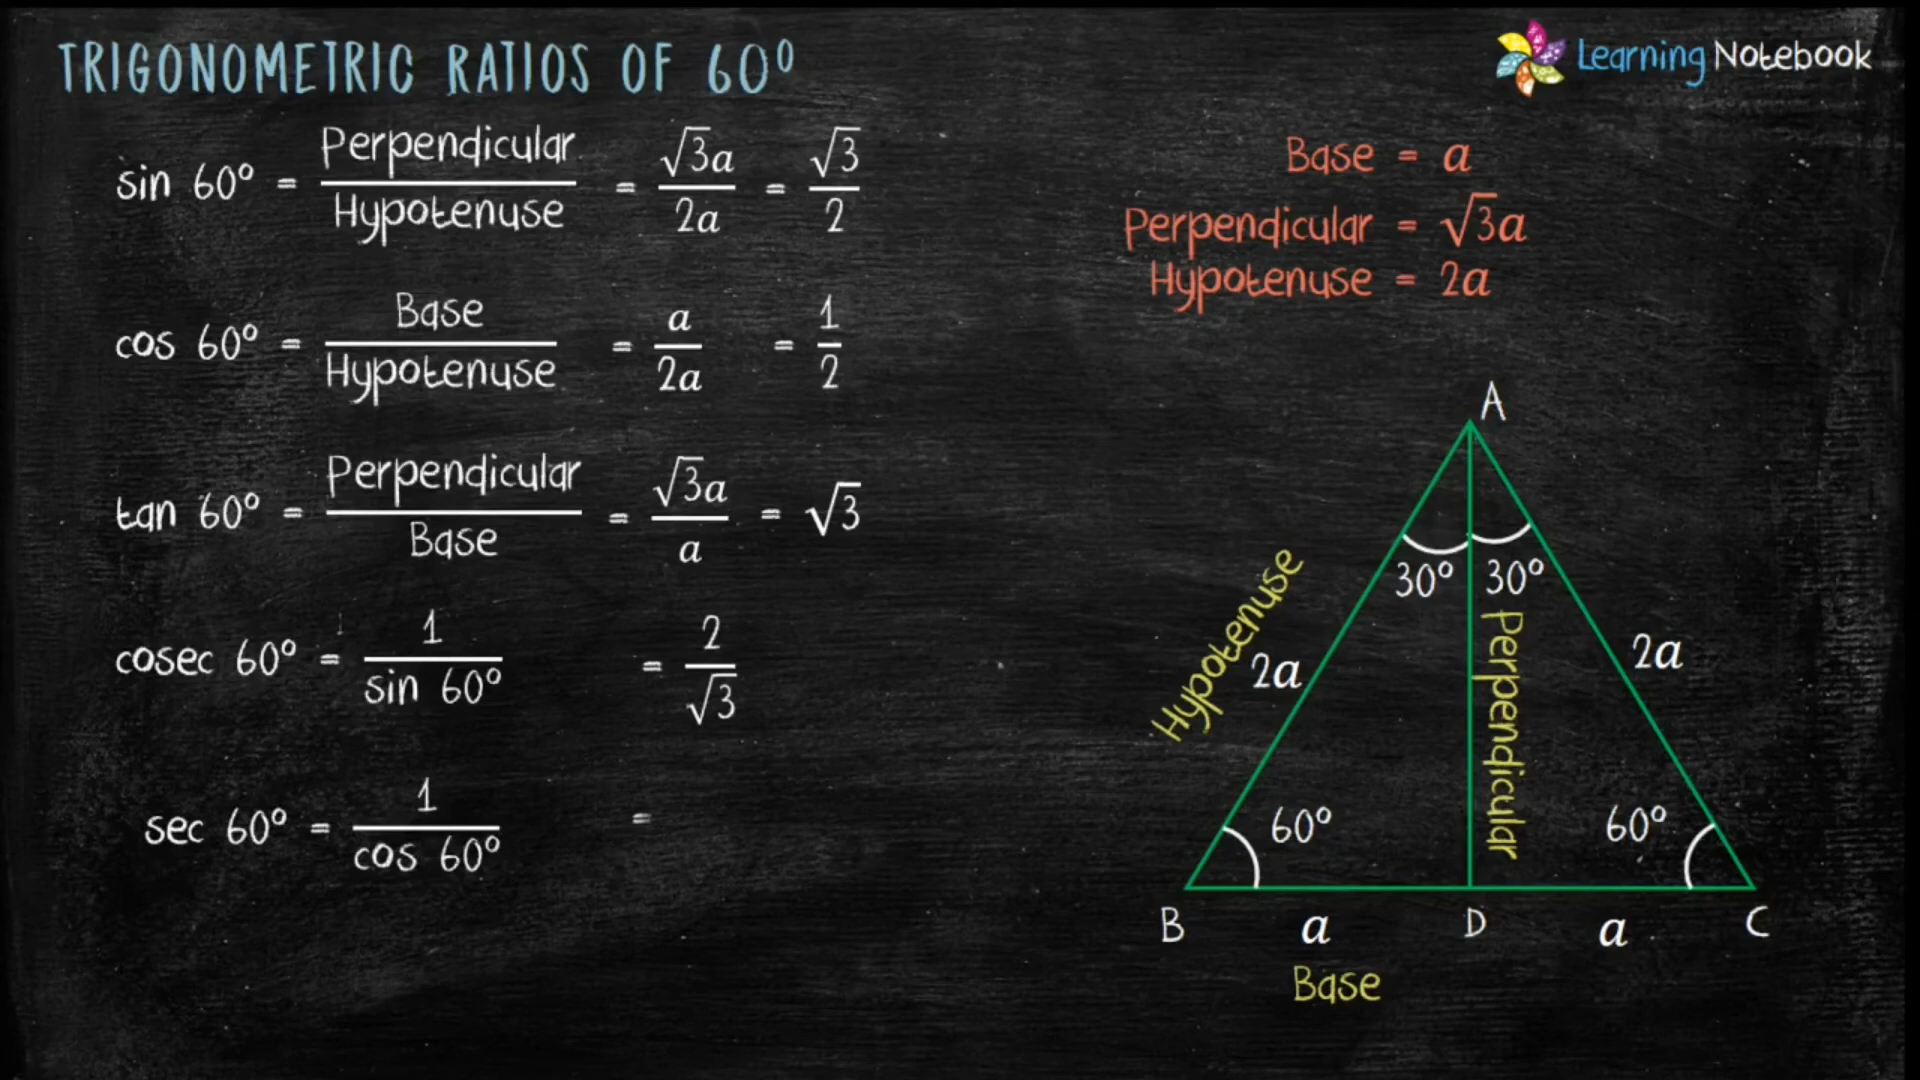 TRIGONOMETRIC RATIOS OF 60°
Learning Notebook
sin 60° = Perpendicular / Hypotenuse = √3a / 2a = √3 / 2
cos 60° = Base / Hypotenuse = a / 2a = 1 / 2
tan 60° = Perpendicular / Base = √3a / a = √3
cosec 60° = 1 / sin 60° = 2 / √3
sec 60° = 1 / cos 60° =
Base = a
Perpendicular = √3a
Hypotenuse = 2a
A
30° 30°
Hypotenuse
2a
Perpendicular
2a
60° 60°
B a D a C
Base